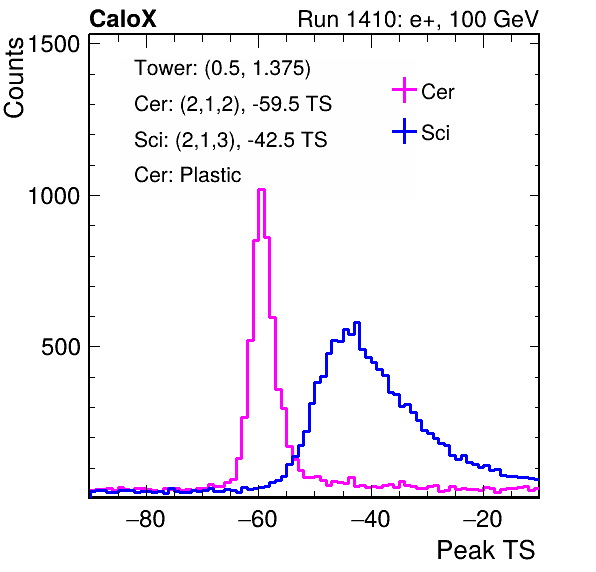 CaloX Run 1410: e+, 100 GeV
Counts
1500
1000
500
Tower: (0.5, 1.375)
Cer: (2,1,2), -59.5 TS
Sci: (2,1,3), -42.5 TS
Cer: Plastic
Cer
Sci
−80 −60 −40 −20
Peak TS